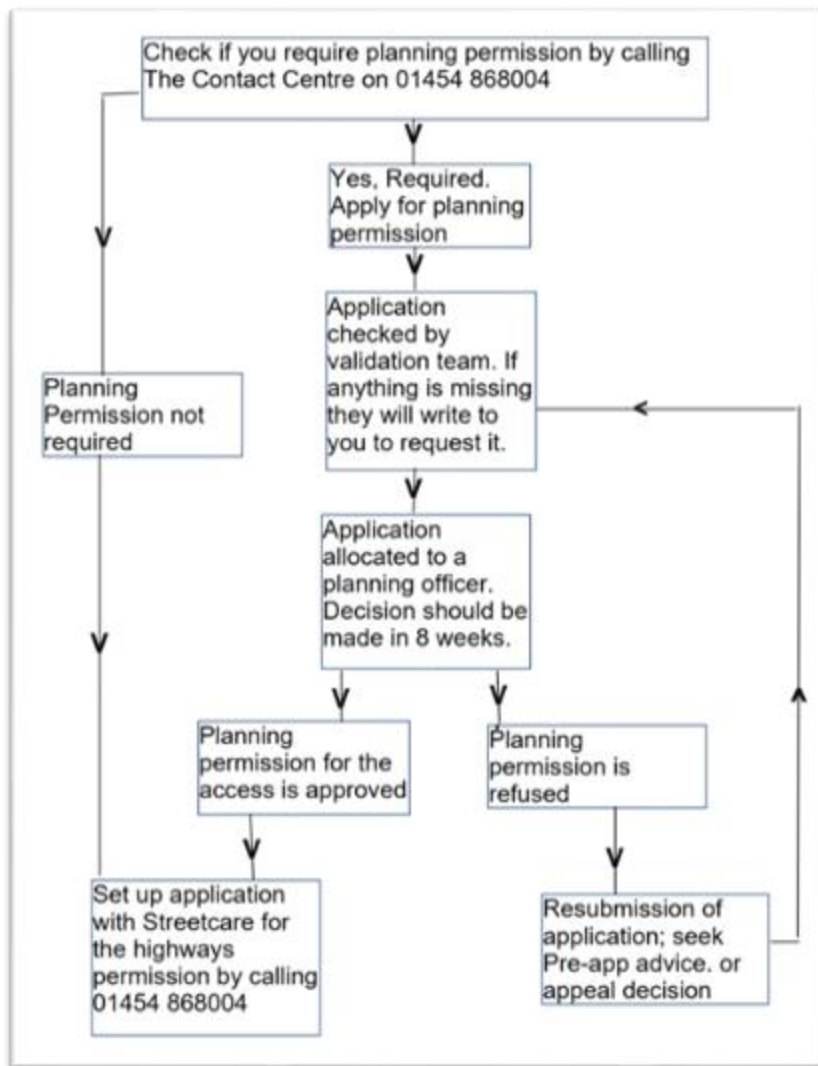 Check if you require planning permission by calling
The Contact Centre on 01454 868004
Yes, Required.
Apply for planning
permission
Application
checked by
validation team. If
anything is missing
they will write to
you to request it.
Planning
Permission not
required
Application
allocated to a
planning officer.
Decision should be
made in 8 weeks.
Planning
permission for the
access is approved
Planning
permission is
refused
Set up application
with Streetcare for
the highways
permission by calling
01454 868004
Resubmission of
application; seek
Pre-app advice. or
appeal decision